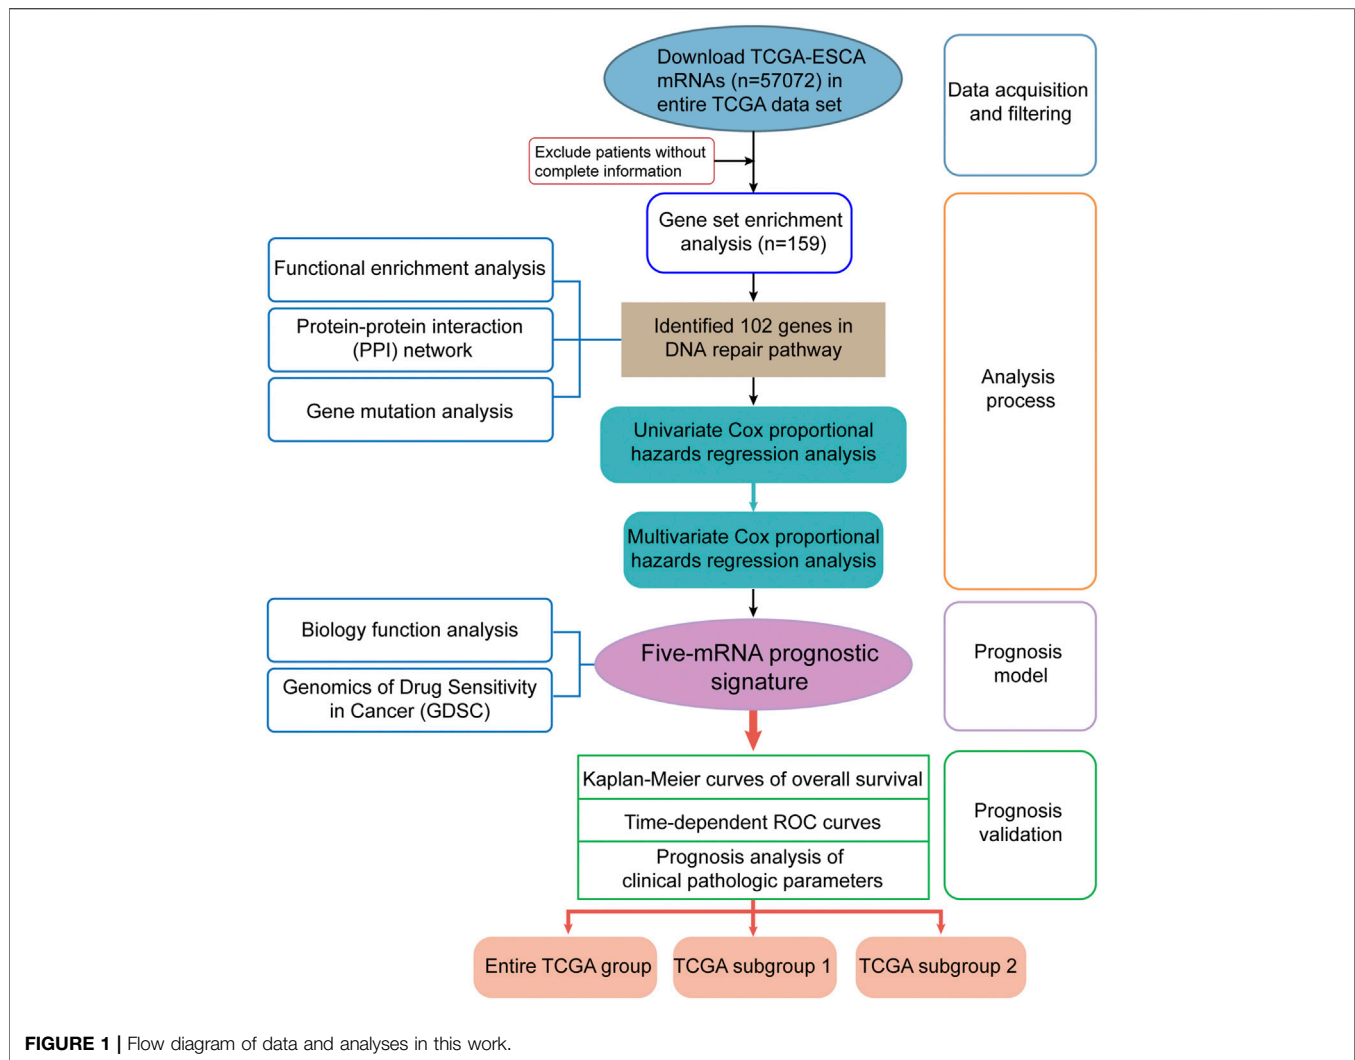 Download TCGA-ESCA
mRNAs (n=57072) in
entire TCGA data set
Data acquisition
and filtering
Exclude patients without
complete information
Gene set enrichment
analysis (n=159)
Functional enrichment analysis
Protein-protein interaction
(PPI) network
Gene mutation analysis
Identified 102 genes in
DNA repair pathway
Analysis
process
Univariate Cox proportional
hazards regression analysis
Multivariate Cox proportional
hazards regression analysis
Biology function analysis
Genomics of Drug Sensitivity
in Cancer (GDSC)
Five-mRNA prognostic
signature
Prognosis
model
Kaplan-Meier curves of overall survival
Time-dependent ROC curves
Prognosis analysis of
clinical pathologic parameters
Prognosis
validation
Entire TCGA group
TCGA subgroup 1
TCGA subgroup 2
FIGURE 1 | Flow diagram of data and analyses in this work.